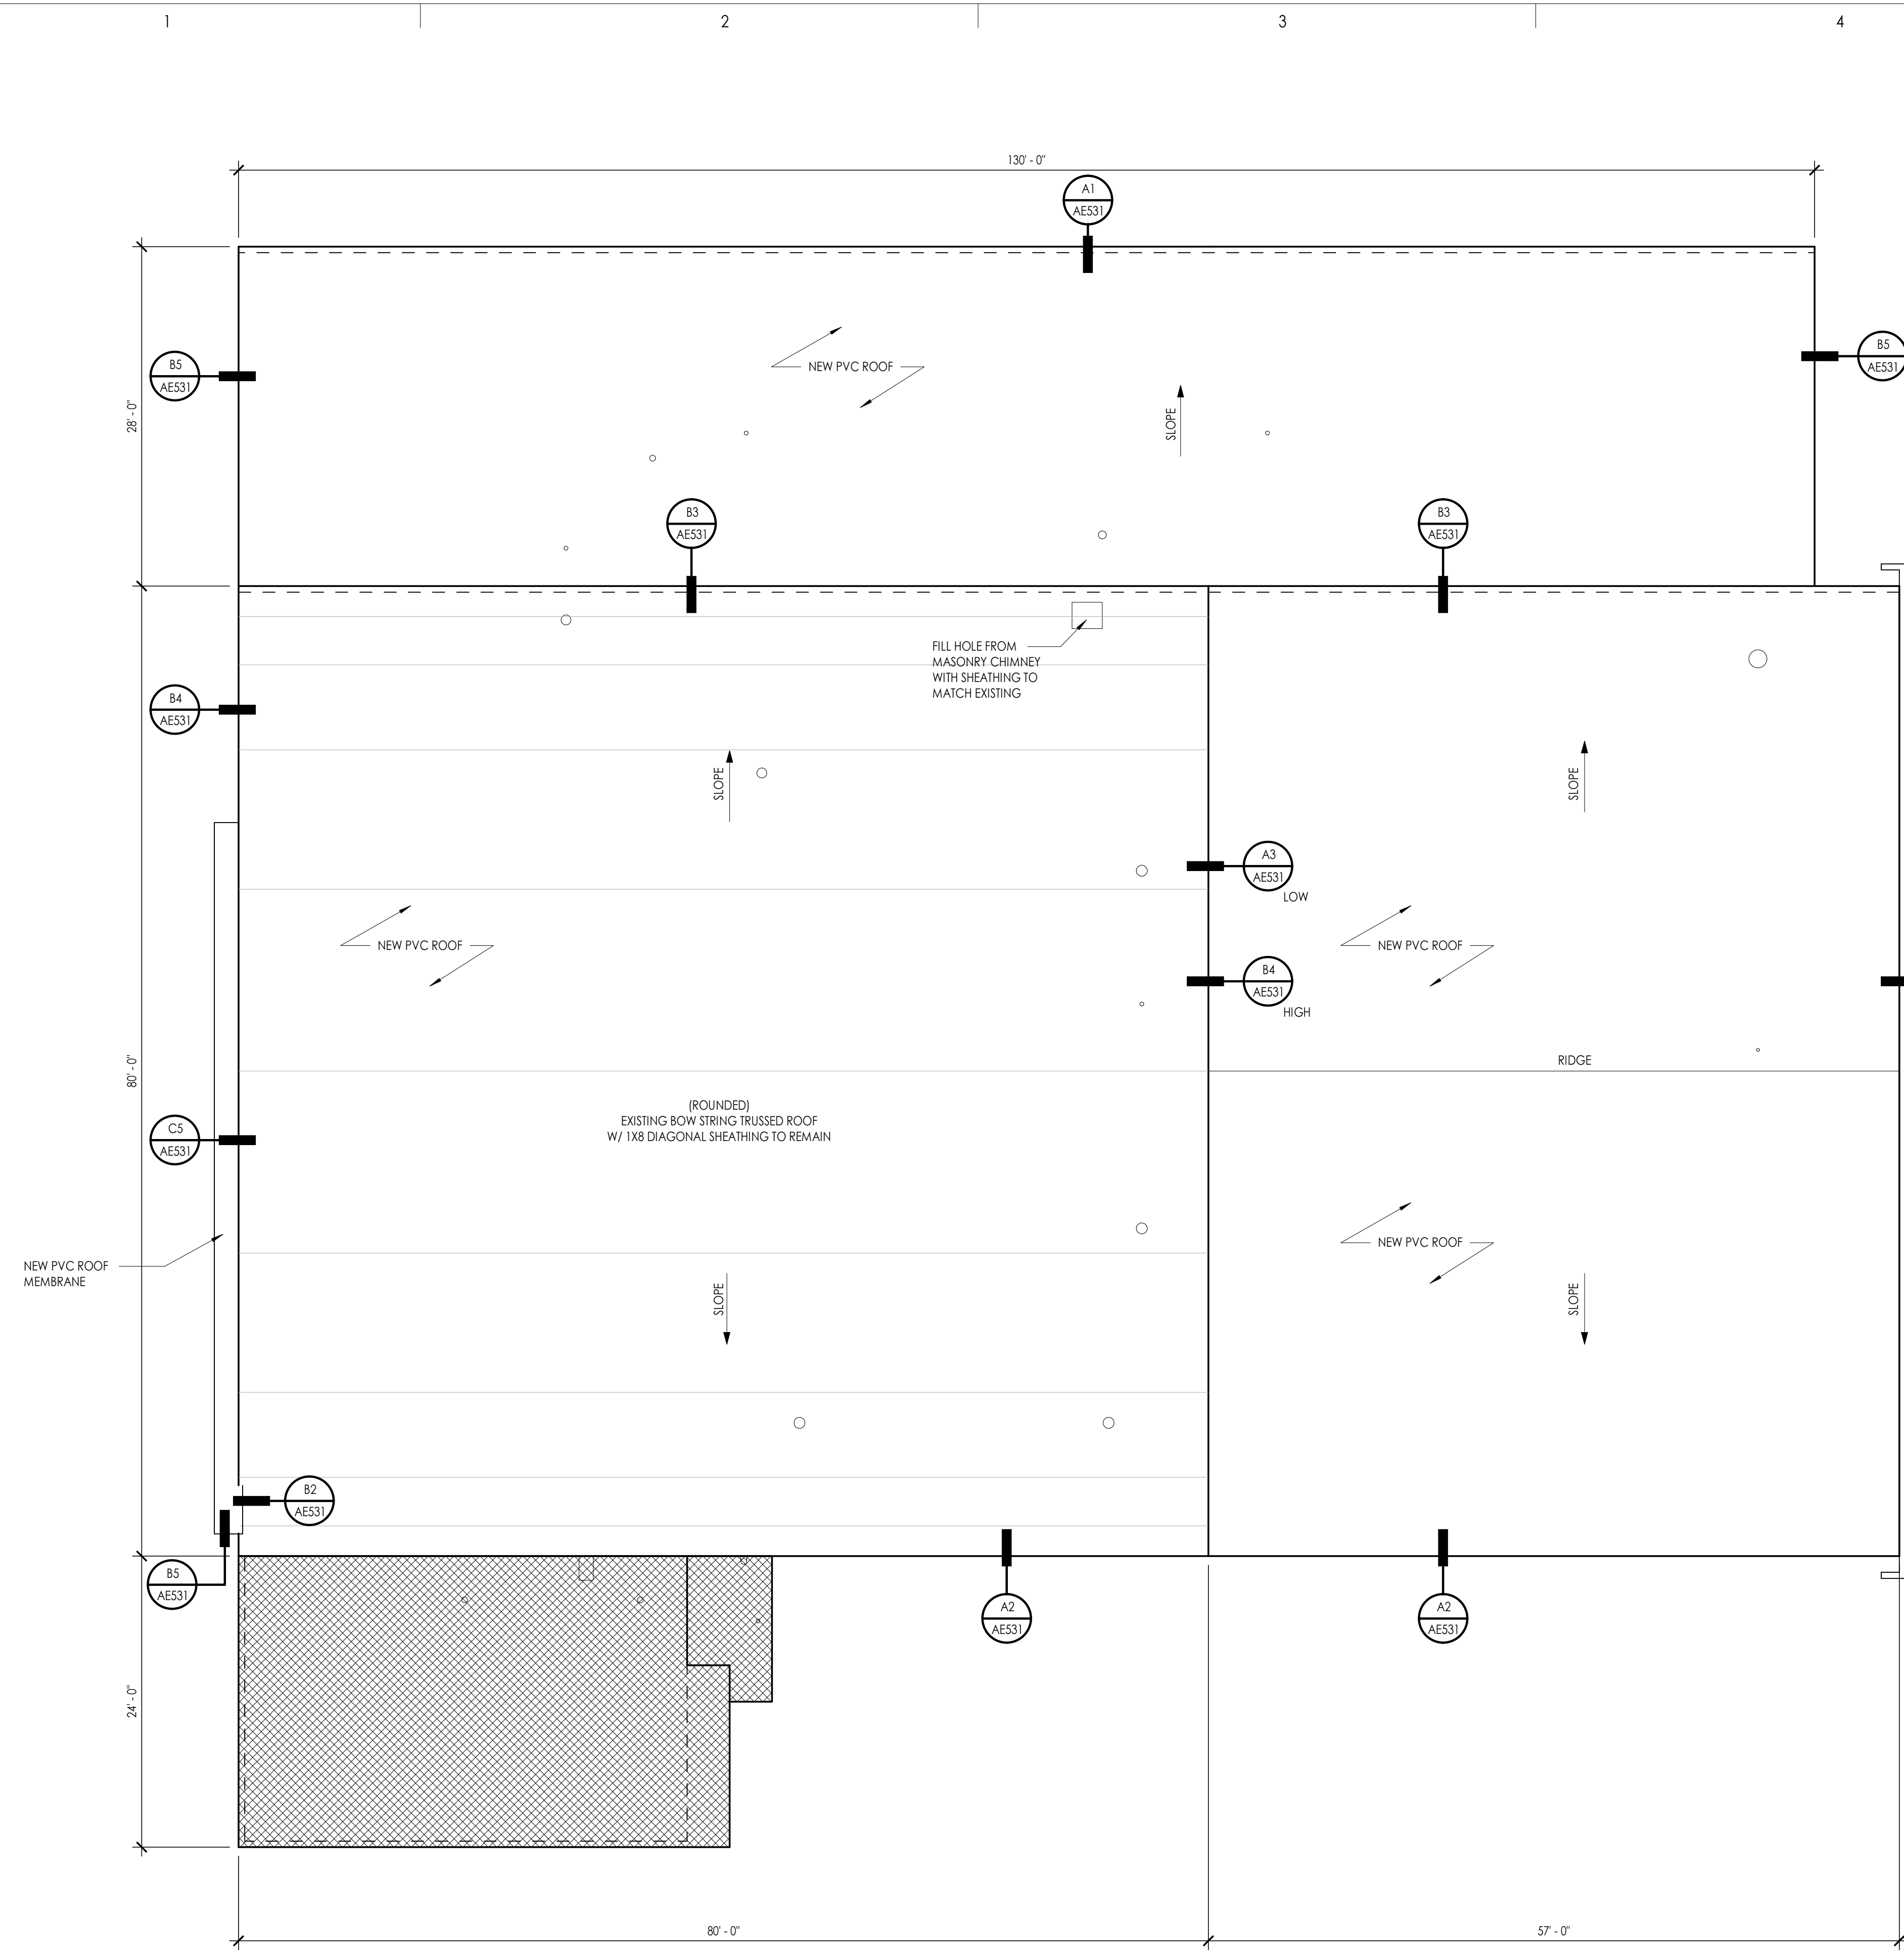 1
2
3
4
130' - 0"
A1
AE531
B5
AE531
B5
AE531
NEW PVC ROOF
SLOPE
28' - 0"
B3
AE531
B3
AE531
FILL HOLE FROM
MASONRY CHIMNEY
WITH SHEATHING TO
MATCH EXISTING
B4
AE531
SLOPE
SLOPE
A3
AE531
LOW
NEW PVC ROOF
NEW PVC ROOF
B4
AE531
HIGH
80' - 0"
RIDGE
(ROUNDED)
EXISTING BOW STRING TRUSSED ROOF
W/ 1X8 DIAGONAL SHEATHING TO REMAIN
C5
AE531
NEW PVC ROOF
NEW PVC ROOF
MEMBRANE
SLOPE
SLOPE
B2
AE531
B5
AE531
A2
AE531
A2
AE531
24' - 0"
80' - 0"
57' - 0"